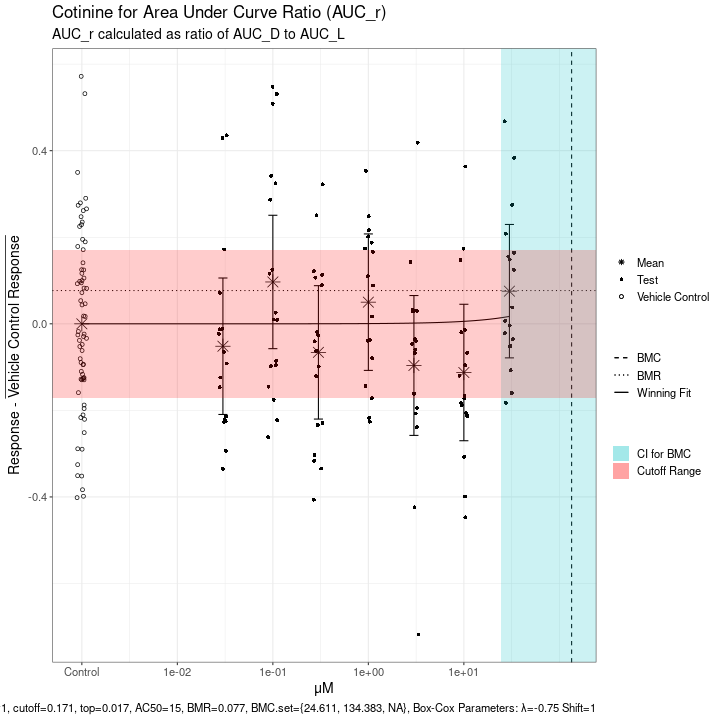 Cotinine for Area Under Curve Ratio (AUC_r)
AUC_r calculated as ratio of AUC_D to AUC_L
Response - Vehicle Control Response
0.4
0.0
-0.4
Control
1e-02
1e-01
1e+00
1e+01
μM
Mean
Test
Vehicle Control
BMC
BMR
Winning Fit
CI for BMC
Cutoff Range
1, cutoff=0.171, top=0.017, AC50=15, BMR=0.077, BMC.set={24.611, 134.383, NA}, Box-Cox Parameters: λ=-0.75 Shift=1